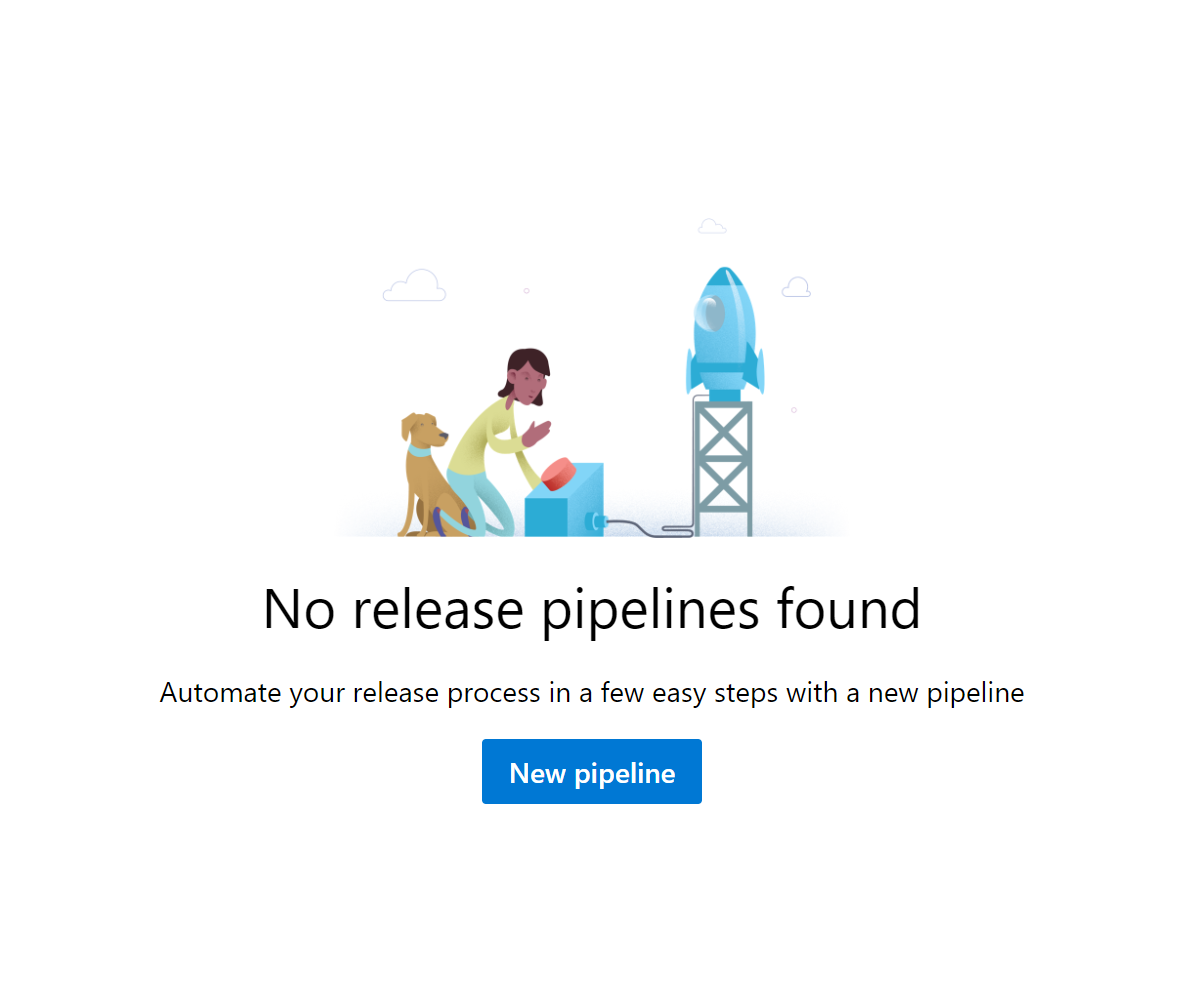 No release pipelines found
Automate your release process in a few easy steps with a new pipeline
New pipeline